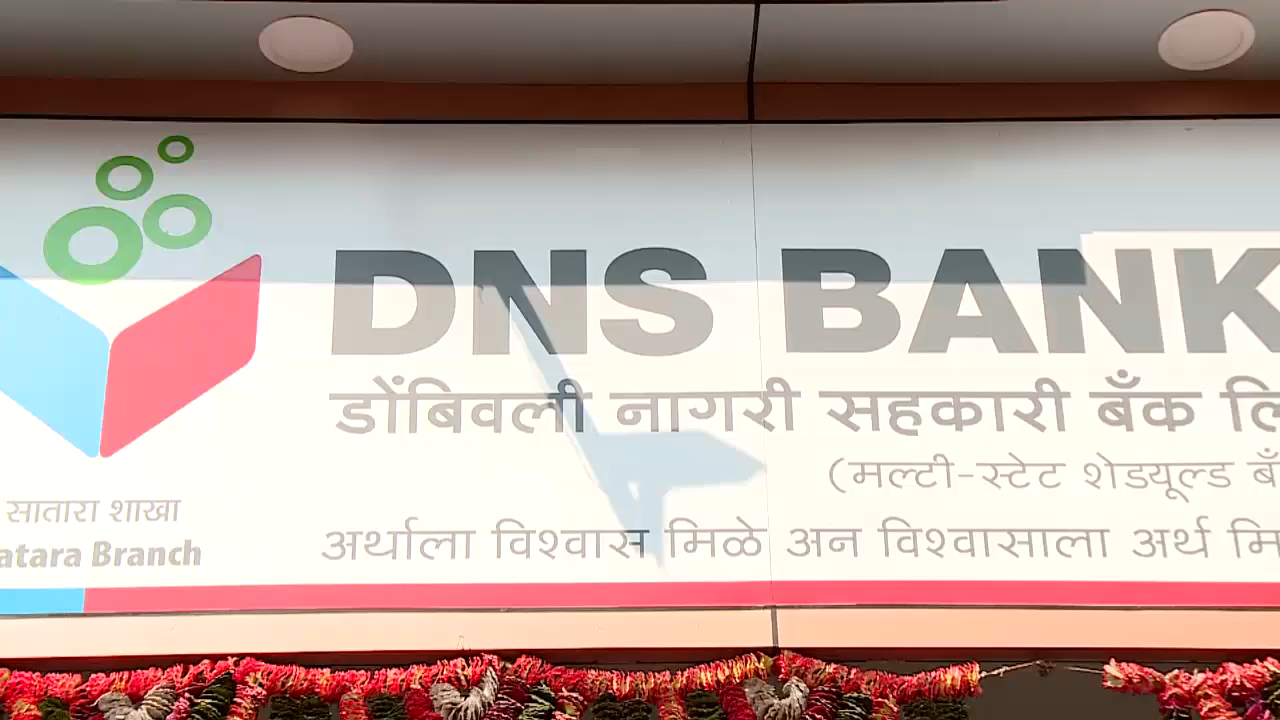 DNS BANK
डोंबिवली नागरी सहकारी बँक लि
(मल्टी-स्टेट शेडयूल्ड बँ
अर्थाला विश्वास मिळे अन विश्वासाला अर्थ मि
सातारा शाखा
atara Branch